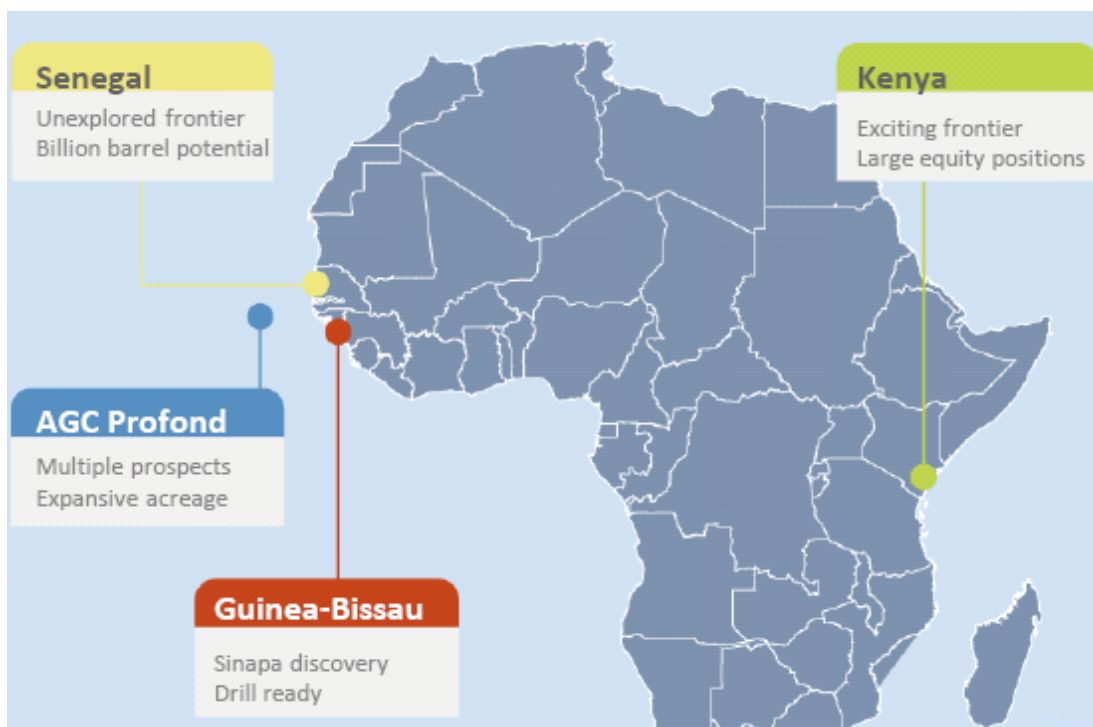 Senegal
Unexplored frontier
Billion barrel potential
Kenya
Exciting frontier
Large equity positions
AGC Profond
Multiple prospects
Expansive acreage
Guinea-Bissau
Sinapa discovery
Drill ready